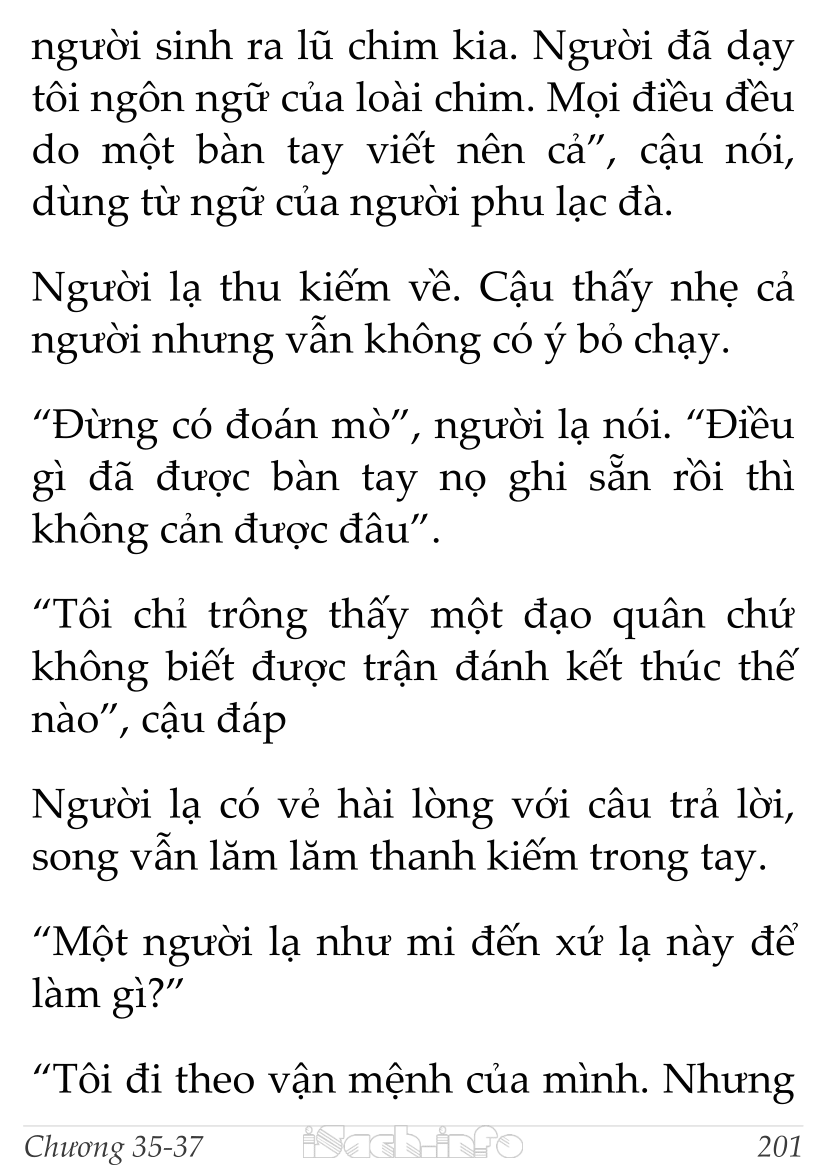 người sinh ra lũ chim kia. Người đã dạy
tôi ngôn ngữ của loài chim. Mọi điều đều
do một bàn tay viết nên cả”, cậu nói,
dùng từ ngữ của người phu lạc đà.
Người lạ thu kiếm về. Cậu thấy nhẹ cả
người nhưng vẫn không có ý bỏ chạy.
“Đừng có đoán mò”, người lạ nói. “Điều
gì đã được bàn tay nọ ghi sẵn rồi thì
không cản được đâu”.
“Tôi chỉ trông thấy một đạo quân chứ
không biết được trận đánh kết thúc thế
nào”, cậu đáp
Người lạ có vẻ hài lòng với câu trả lời,
song vẫn lăm lăm thanh kiếm trong tay.
“Một người lạ như mi đến xứ lạ này để
làm gì?”
“Tôi đi theo vận mệnh của mình. Nhưng
Chương 35-37 iSach.info 201